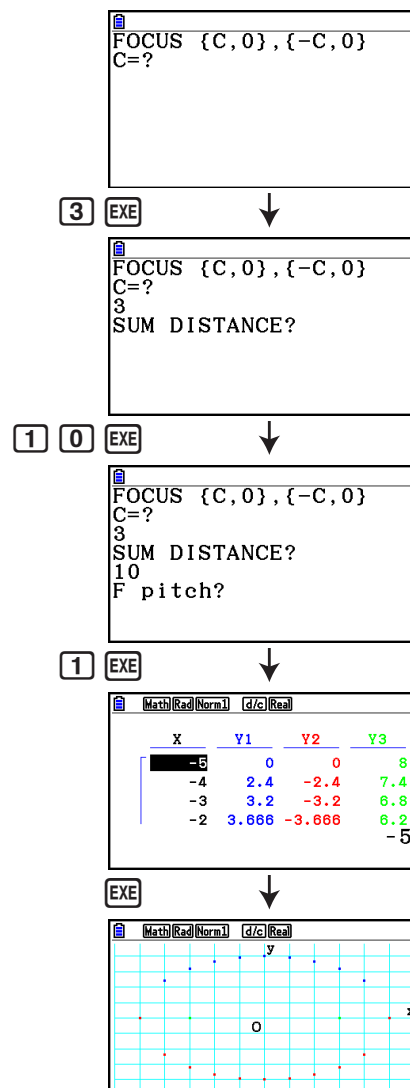 FOCUS {C,0},{-C,0}
C=?
3 EXE
FOCUS {C,0},{-C,0}
C=?
3
SUM DISTANCE?
1 0 EXE
FOCUS {C,0},{-C,0}
C=?
3
SUM DISTANCE?
10
F pitch?
1 EXE
Math Rad Norm1 d/c Real
X Y1 Y2 Y3
-5 0 0 8
-4 2.4 -2.4 7.4
-3 3.2 -3.2 6.8
-2 3.666 -3.666 6.2
-5
EXE
Math Rad Norm1 d/c Real
y
x
O